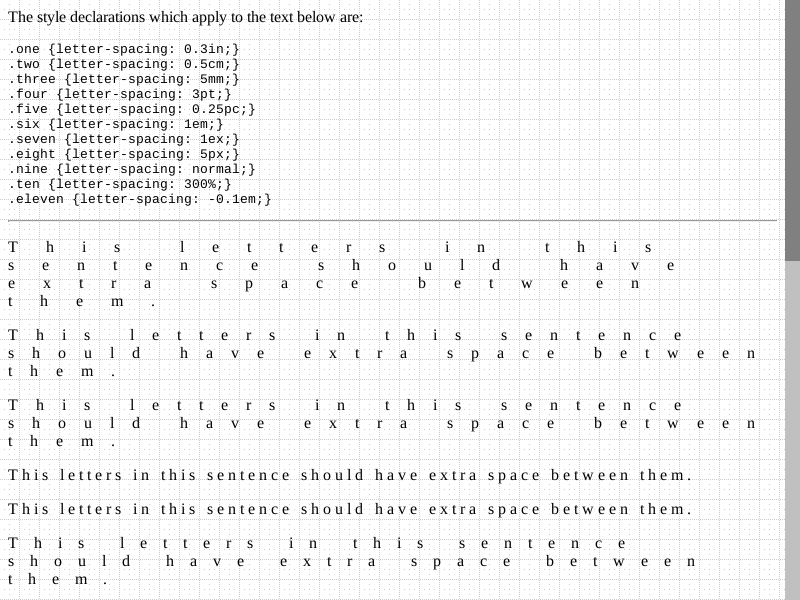 The style declarations which apply to the text below are:
.one {letter-spacing: 0.3in;}
.two {letter-spacing: 0.5cm;}
.three {letter-spacing: 5mm;}
.four {letter-spacing: 3pt;}
.five {letter-spacing: 0.25pc;}
.six {letter-spacing: 1em;}
.seven {letter-spacing: 1ex;}
.eight {letter-spacing: 5px;}
.nine {letter-spacing: normal;}
.ten {letter-spacing: 300%;}
.eleven {letter-spacing: -0.1em;}
This letters in this
sentence should have
extra space between
them.
This letters in this sentence
should have extra space between
them.
This letters in this sentence
should have extra space between
them.
This letters in this sentence should have extra space between them.
This letters in this sentence should have extra space between them.
This letters in this sentence
should have extra space between
them.